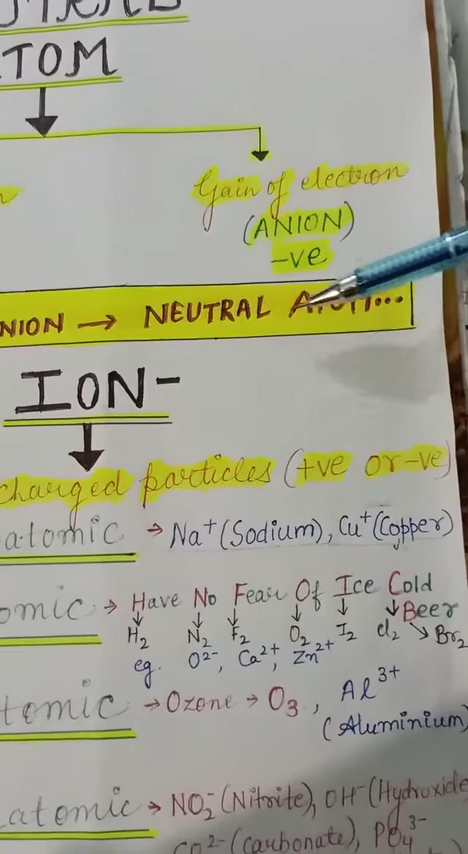 ATOM
Gain of electron
(ANION)
-ve
NION → NEUTRAL
ION-
charged particles (+ve or -ve)
atomic → Na⁺ (Sodium), Cu⁺ (Copper)
omic → Have No Fear Of Ice Cold Beer
H₂ N₂ F₂ O₂ I₂ Cl₂ Br₂
eg. O²⁻, Ca²⁺, Zn²⁺
tomic → Ozone → O₃, Al³⁺
(Aluminium)
atomic → NO₂⁻ (Nitrite), OH⁻ (Hydroxide
CO²⁻ (Carbonate), PO₄³⁻